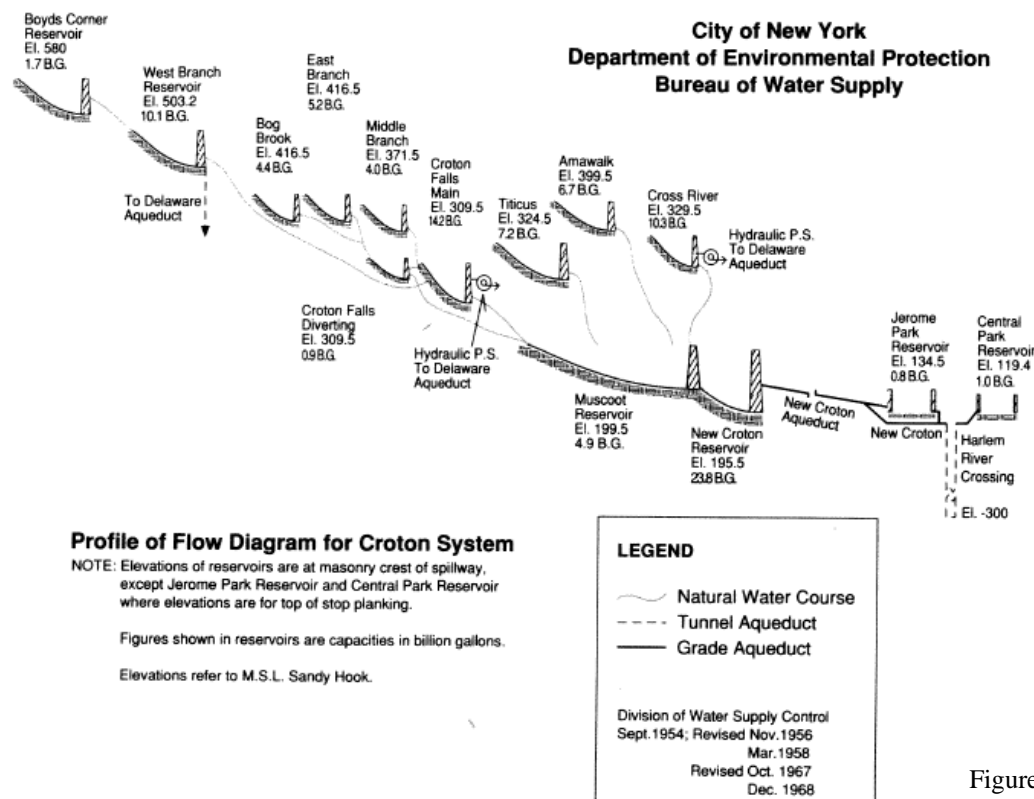 City of New York
Department of Environmental Protection
Bureau of Water Supply
Boyds Corner
Reservoir
El. 580
1.7 B.G.
West Branch
Reservoir
El. 503.2
10.1 B.G.
To Delaware
Aqueduct
East
Branch
El. 416.5
5.2 B.G.
Bog
Brook
El. 416.5
4.4 B.G.
Middle
Branch
El. 371.5
4.0 B.G.
Croton
Falls
Main
El. 309.5
14.2 B.G.
Croton Falls
Diverting
El. 309.5
0.9 B.G.
Hydraulic P.S.
To Delaware
Aqueduct
Titicus
El. 324.5
7.2 B.G.
Amawalk
El. 399.5
6.7 B.G.
Cross River
El. 329.5
10.3 B.G.
Hydraulic P.S.
To Delaware
Aqueduct
Muscoot
Reservoir
El. 199.5
4.9 B.G.
New Croton
Reservoir
El. 195.5
23.8 B.G.
New Croton
Aqueduct
Jerome
Park
Reservoir
El. 134.5
0.8 B.G.
Central
Park
Reservoir
El. 119.4
1.0 B.G.
New Croton
Harlem
River
Crossing
El. -300
Profile of Flow Diagram for Croton System
NOTE: Elevations of reservoirs are at masonry crest of spillway,
except Jerome Park Reservoir and Central Park Reservoir
where elevations are for top of stop planking.
Figures shown in reservoirs are capacities in billion gallons.
Elevations refer to M.S.L. Sandy Hook.
LEGEND
Natural Water Course
Tunnel Aqueduct
Grade Aqueduct
Division of Water Supply Control
Sept.1954; Revised Nov.1956
Mar.1958
Revised Oct. 1967
Dec. 1968
Figure